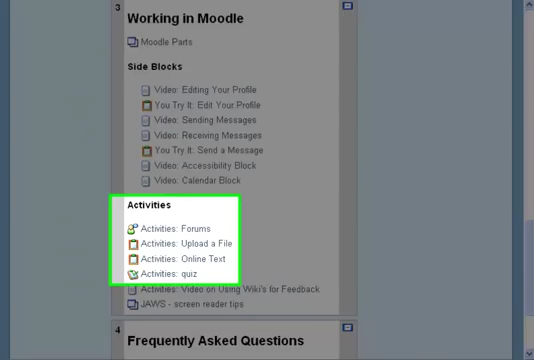 3
Working in Moodle
Moodle Parts
Side Blocks
Video: Editing Your Profile
You Try It: Edit Your Profile
Video: Sending Messages
Video: Receiving Messages
You Try It: Send a Message
Video: Accessibility Block
Video: Calendar Block
Activities
Activities: Forums
Activities: Upload a File
Activities: Online Text
Activities: quiz
Activities: Video on Using Wiki's for Feedback
JAWS - screen reader tips
4
Frequently Asked Questions